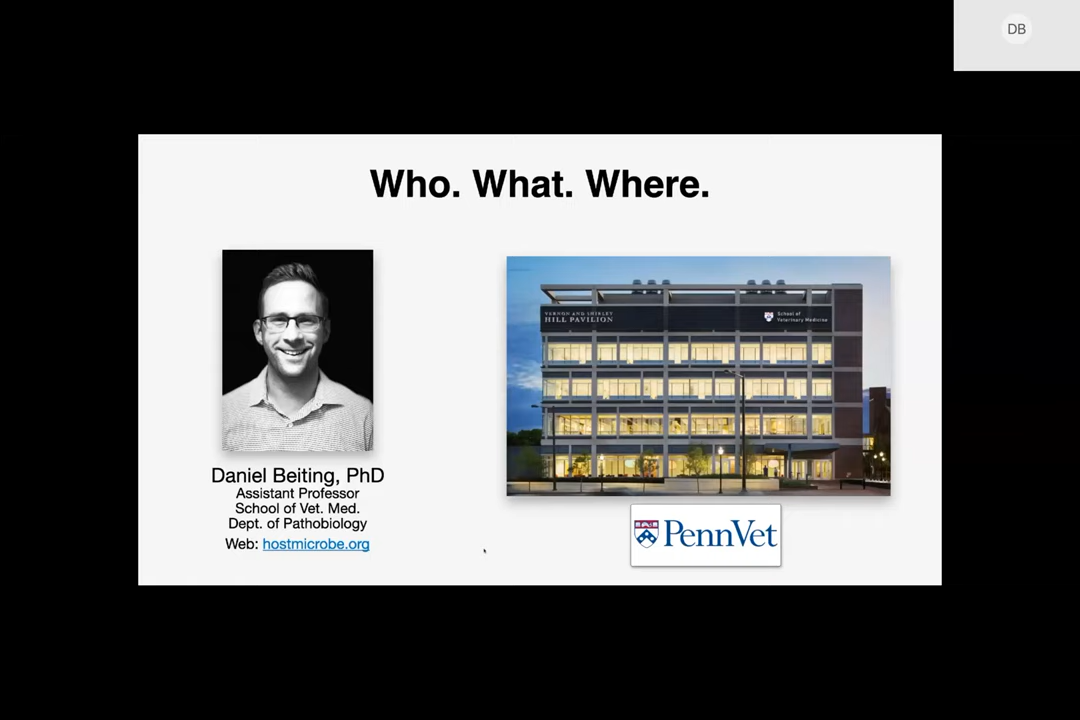 DB
Who. What. Where.
VERNON AND SHIRLEY
HILL PAVILION
School of
Veterinary Medicine
Daniel Beiting, PhD
Assistant Professor
School of Vet. Med.
Dept. of Pathobiology
Web: hostmicrobe.org
PennVet